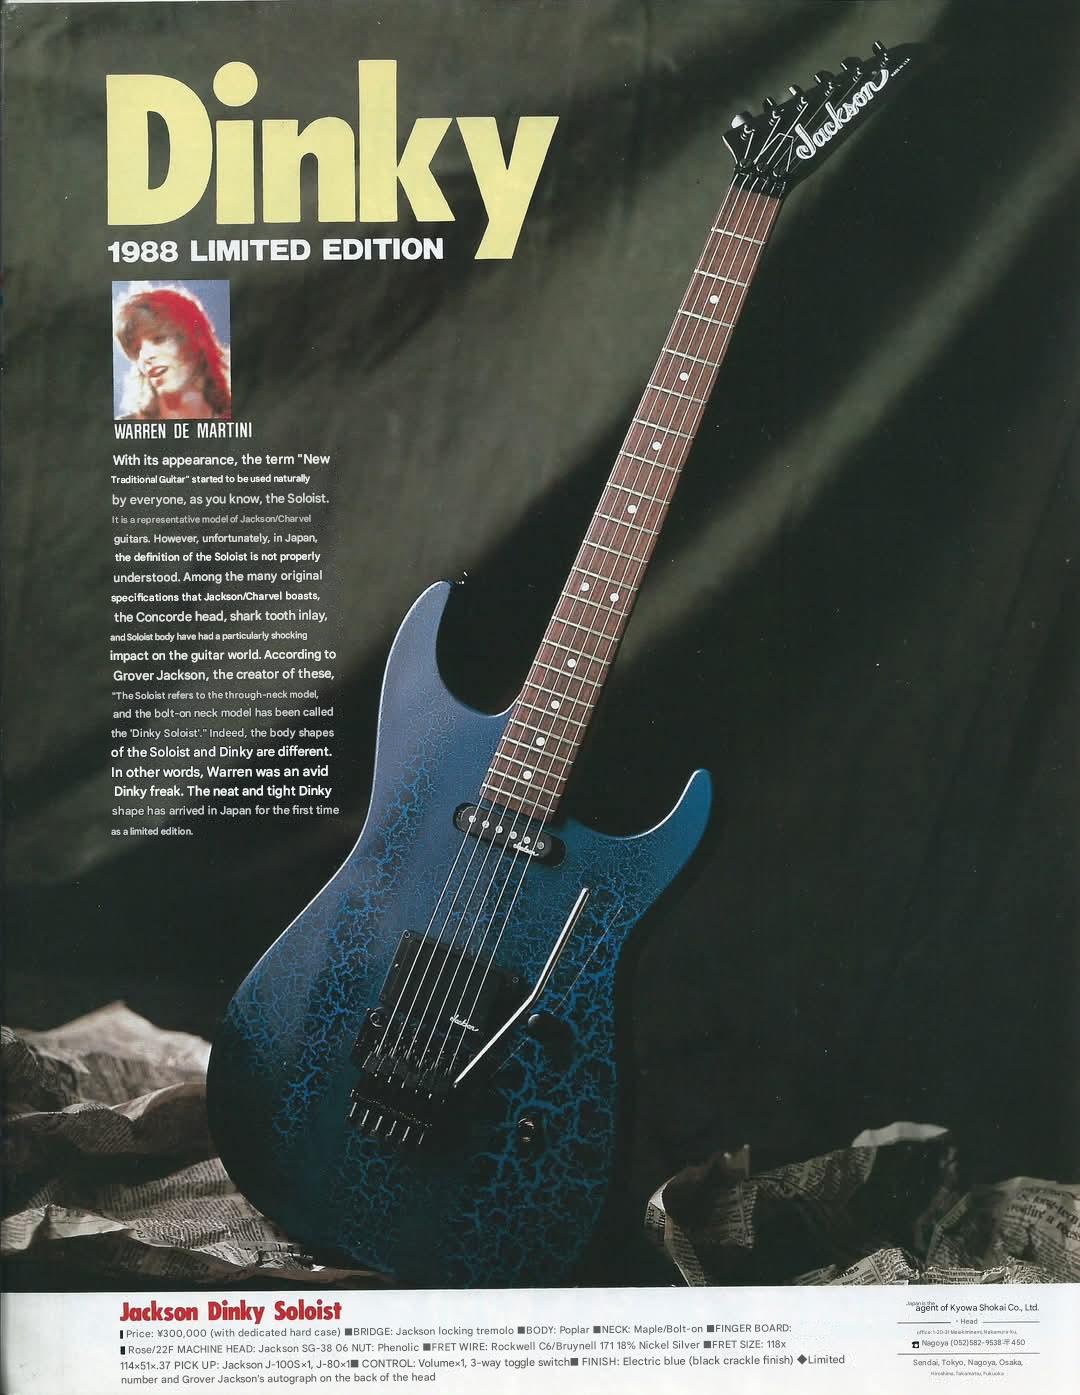 Dinky
1988 LIMITED EDITION
Jackson
MADE IN U.S.A.
WARREN DE MARTINI
With its appearance, the term "New
Traditional Guitar" started to be used naturally
by everyone, as you know, the Soloist.
It is a representative model of Jackson/Charvel
guitars. However, unfortunately, in Japan,
the definition of the Soloist is not properly
understood. Among the many original
specifications that Jackson/Charvel boasts,
the Concorde head, shark tooth inlay,
and Soloist body have had a particularly shocking
impact on the guitar world. According to
Grover Jackson, the creator of these,
"The Soloist refers to the through-neck model,
and the bolt-on neck model has been called
the 'Dinky Soloist'." Indeed, the body shapes
of the Soloist and Dinky are different.
In other words, Warren was an avid
Dinky freak. The neat and tight Dinky
shape has arrived in Japan for the first time
as a limited edition.
Jackson
Jackson
Jackson Dinky Soloist
▮Price: ¥300,000 (with dedicated hard case) ■BRIDGE: Jackson locking tremolo ■BODY: Poplar ■NECK: Maple/Bolt-on ■FINGER BOARD:
▮Rose/22F MACHINE HEAD: Jackson SG-38 06 NUT: Phenolic ■FRET WIRE: Rockwell C6/Bruynell 171 18% Nickel Silver ■FRET SIZE: 118x
114×51×.37 PICK UP: Jackson J-100S×1, J-80×1■ CONTROL: Volume×1, 3-way toggle switch■ FINISH: Electric blue (black crackle finish) ◆Limited
number and Grover Jackson's autograph on the back of the head
Japan is the
agent of Kyowa Shokai Co., Ltd.
• Head
☎ Nagoya (052)582-9538-〒450
Sendai, Tokyo, Nagoya, Osaka,
Hiroshima, Takamatsu, Fukuoka